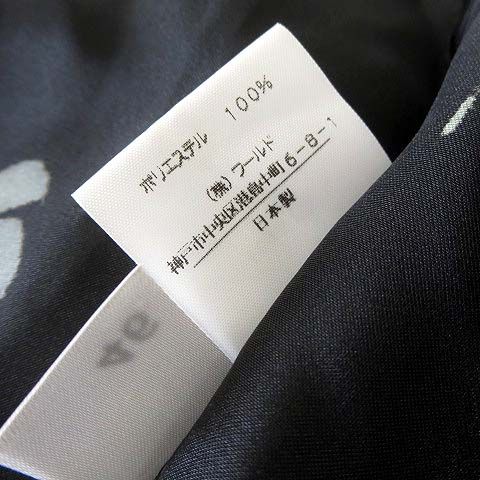 ポリエステル 100%
(株)ワールド
神戸市中央区港島中町6-8-1
日本製